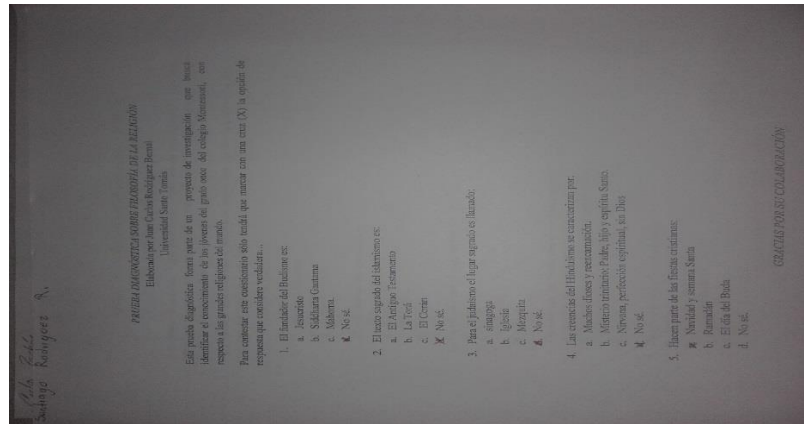 Santiago Rodríguez R.
PRUEBA DIAGNÓSTICA SOBRE FILOSOFÍA DE LA RELIGIÓN
Elaborada por Juan Carlos Rodríguez Bernal
Universidad Santo Tomás
Esta prueba diagnóstica forma parte de un proyecto de investigación que busca
identificar el conocimiento de los jóvenes del grado once del colegio Montessori, con
respecto a las grandes religiones del mundo.
Para contestar este cuestionario sólo tendrá que marcar con una cruz (X) la opción de
respuesta que considere verdadera:
1. El fundador del Budismo es:
a. Jesucristo
b. Siddharta Gautama
c. Mahoma.
d. No sé.
2. El texto sagrado del islamismo es:
a. El Antiguo Testamento
b. La Torá
c. El Corán
No sé.
3. Para el judaísmo el lugar sagrado es llamado:
a. sinagoga
b. Iglesia
c. Mezquita
d. No sé.
4. Las creencias del Hinduismo se caracterizan por:
a. Muchos dioses y reencarnación.
b. Misterio trinitario: Padre, hijo y espíritu Santo.
c. Nirvana, perfección espiritual, sin Dios
d. No sé.
5. Hacen parte de las fiestas cristianas:
a. Navidad y semana Santa
b. Ramadán
c. El día del Buda
d. No sé.
GRACIAS POR SU COLABORACIÓN